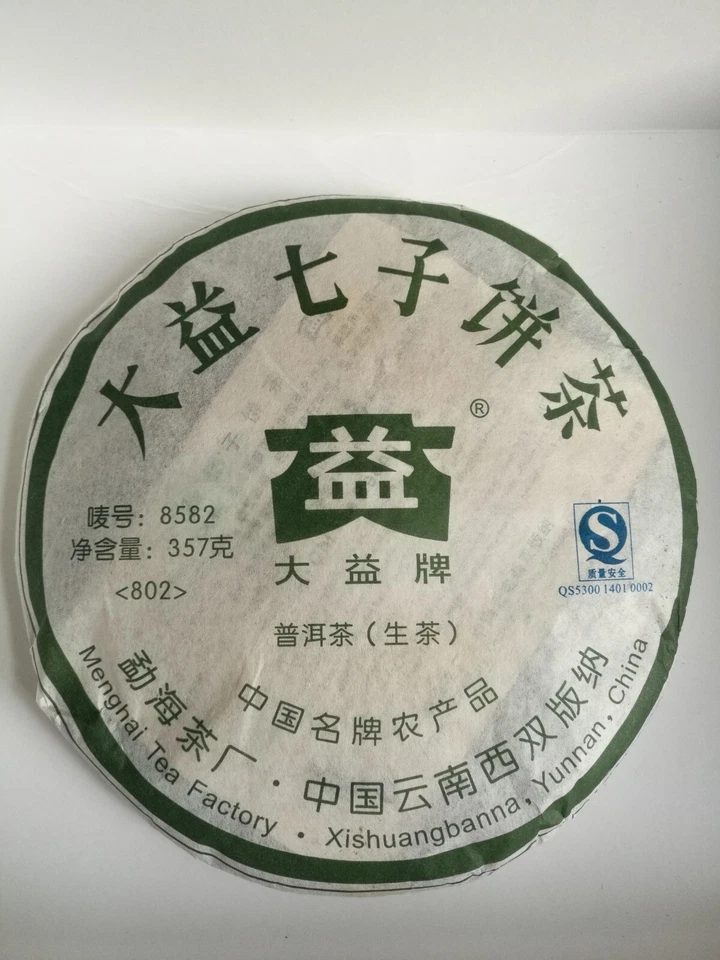 大益七子饼茶
益
®
大益牌
唛号：8582
净含量：357克
<802>
质量安全
QS5300 1401 0002
普洱茶（生茶）
中国名牌农产品
勐海茶厂·中国云南西双版纳
Menghai Tea Factory · Xishuangbanna, Yunnan, China